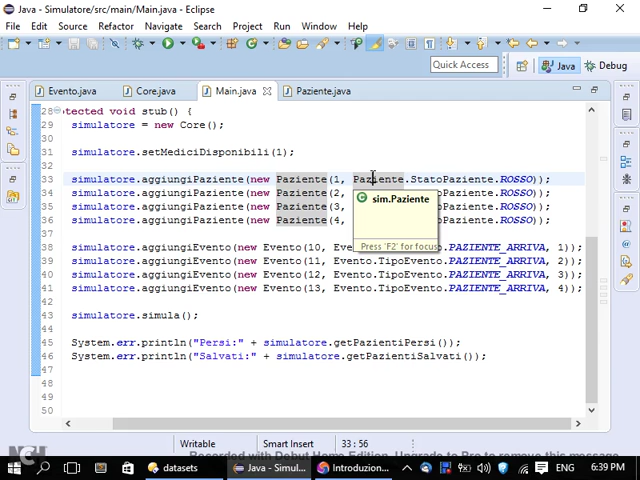 Java - Simulatore/src/main/Main.java - Eclipse
File Edit Source Refactor Navigate Search Project Run Window Help
Quick Access
Java
Debug
Evento.java
Core.java
Main.java
Paziente.java
28 tected void stub() {
29 simulatore = new Core();
30
31 simulatore.setMediciDisponibili(1);
32
33 simulatore.aggiungiPaziente(new Paziente(1, Paziente.StatoPaziente.ROSSO));
34 simulatore.aggiungiPaziente(new Paziente(2, toPaziente.ROSSO));
35 simulatore.aggiungiPaziente(new Paziente(3, toPaziente.ROSSO));
36 simulatore.aggiungiPaziente(new Paziente(4, toPaziente.ROSSO));
sim.Paziente
Press 'F2' for focus
37
38 simulatore.aggiungiEvento(new Evento(10, Eve o.PAZIENTE_ARRIVA, 1));
39 simulatore.aggiungiEvento(new Evento(11, Evento.TipoEvento.PAZIENTE_ARRIVA, 2));
40 simulatore.aggiungiEvento(new Evento(12, Evento.TipoEvento.PAZIENTE_ARRIVA, 3));
41 simulatore.aggiungiEvento(new Evento(13, Evento.TipoEvento.PAZIENTE_ARRIVA, 4));
42
43 simulatore.simula();
44
45 System.err.println("Persi:" + simulatore.getPazientiPersi());
46 System.err.println("Salvati:" + simulatore.getPazientiSalvati());
47
48
49
50
Writable
Smart Insert
33 : 56
NCH
Recorded with Debut Home Edition. Upgrade to Pro to remove this message
datasets
Java - Simul...
Introduzion...
ENG
6:39 PM